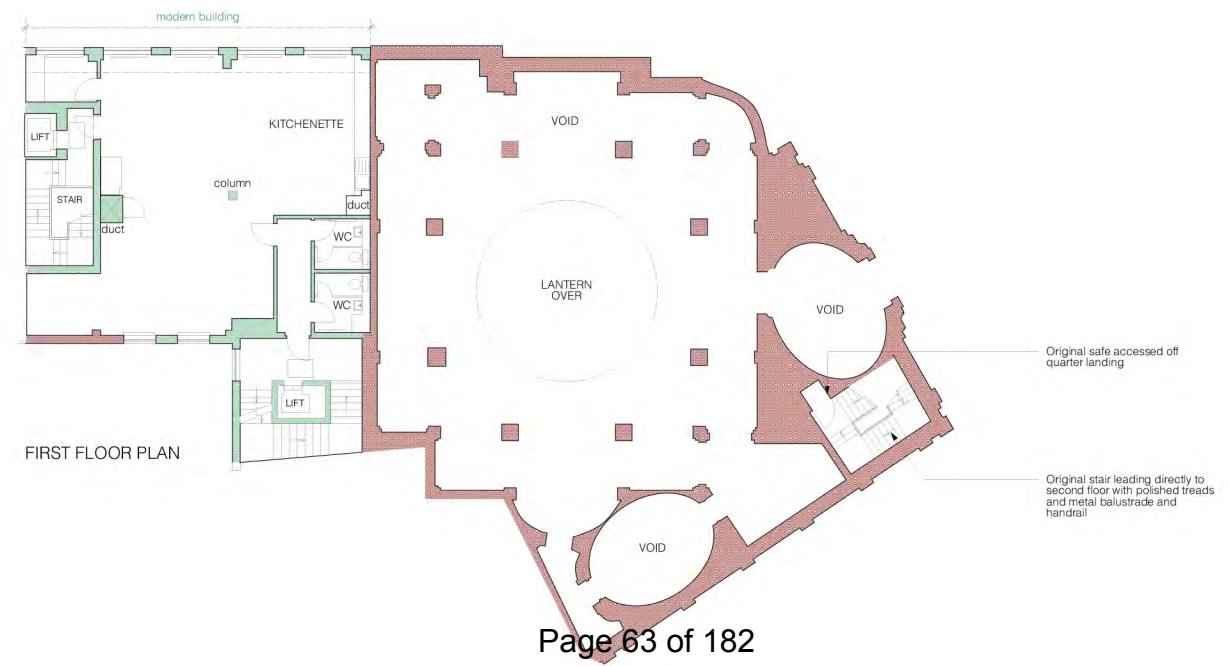 modern building
LIFT
KITCHENETTE
VOID
STAIR
column
duct
duct
WC
WC
LIFT
LANTERN
OVER
VOID
Original safe accessed off
quarter landing
FIRST FLOOR PLAN
Original stair leading directly to
second floor with polished treads
and metal balustrade and
handrail
VOID
Page 63 of 182